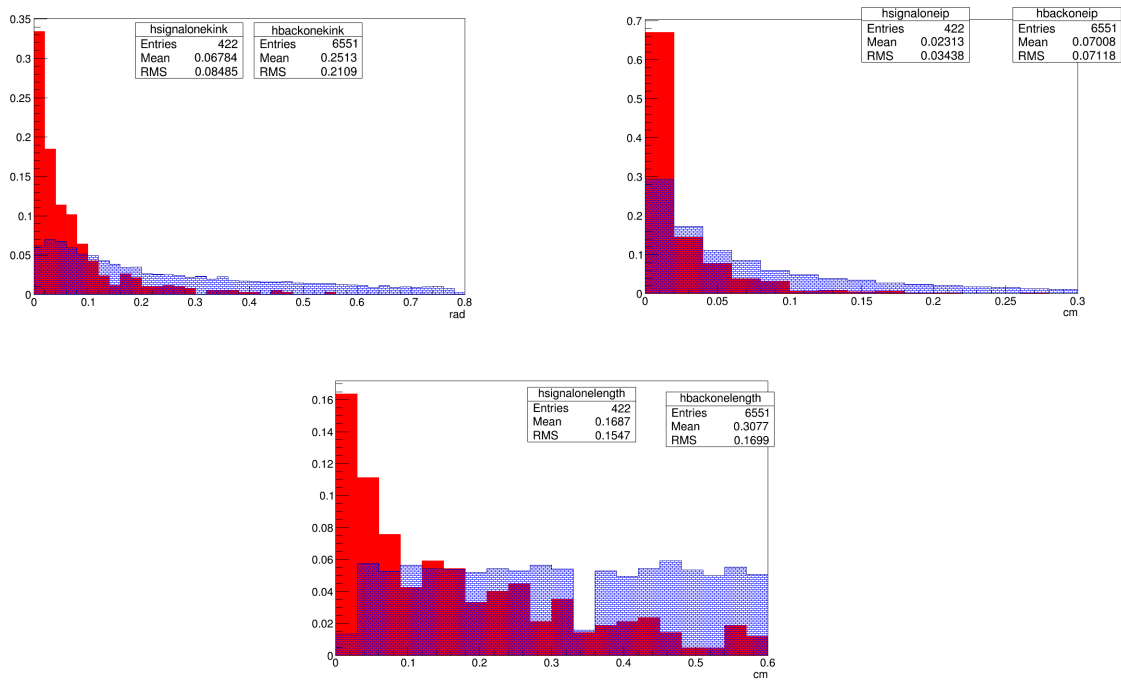 hsignalonekink
Entries 422
Mean 0.06784
RMS 0.08485
hbackonekink
Entries 6551
Mean 0.2513
RMS 0.2109
0.35
0.3
0.25
0.2
0.15
0.1
0.05
0
0 0.1 0.2 0.3 0.4 0.5 0.6 0.7 0.8
rad
hsignaloneip
Entries 422
Mean 0.02313
RMS 0.03438
hbackoneip
Entries 6551
Mean 0.07008
RMS 0.07118
0.7
0.6
0.5
0.4
0.3
0.2
0.1
0
0 0.05 0.1 0.15 0.2 0.25 0.3
cm
hsignalonelength
Entries 422
Mean 0.1687
RMS 0.1547
hbackonelength
Entries 6551
Mean 0.3077
RMS 0.1699
0.16
0.14
0.12
0.1
0.08
0.06
0.04
0.02
0
0 0.1 0.2 0.3 0.4 0.5 0.6
cm